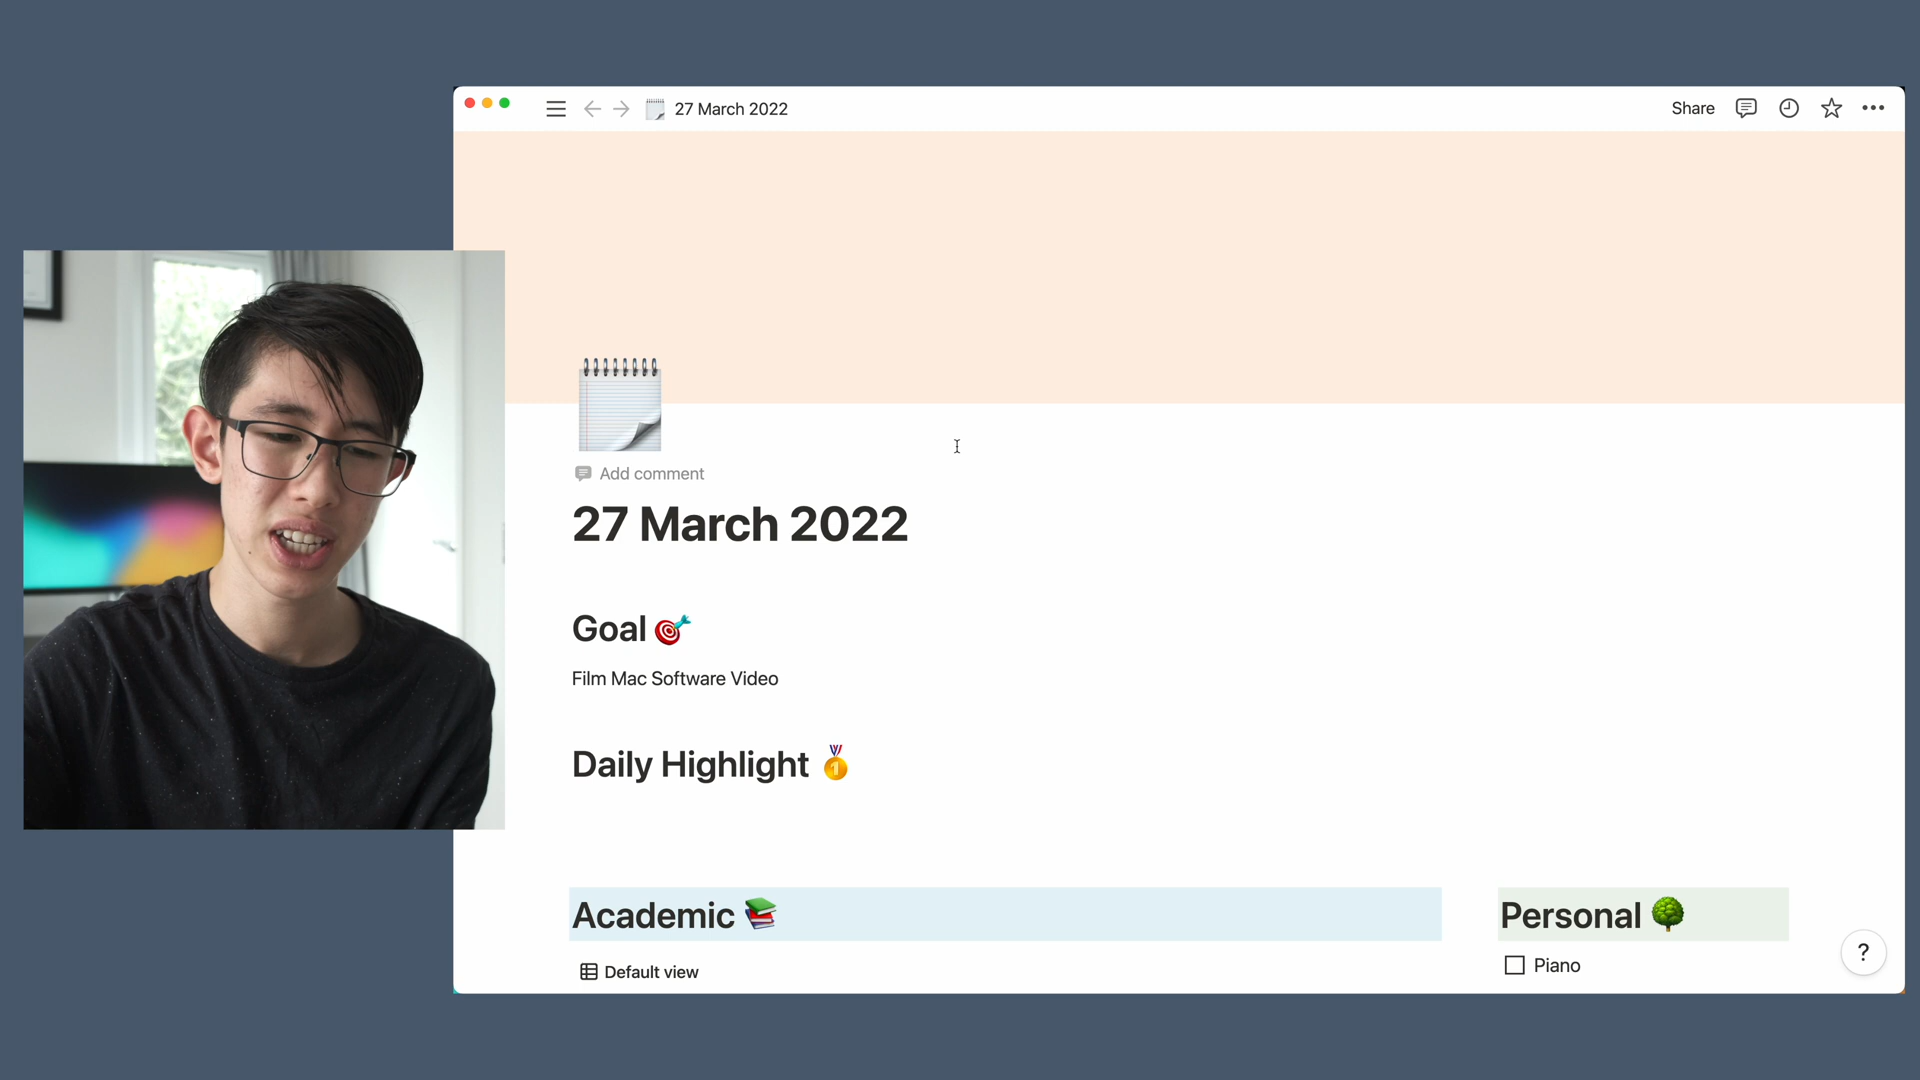 27 March 2022
Share
Add comment
27 March 2022
Goal
Film Mac Software Video
Daily Highlight
Academic
Default view
Personal
Piano
?